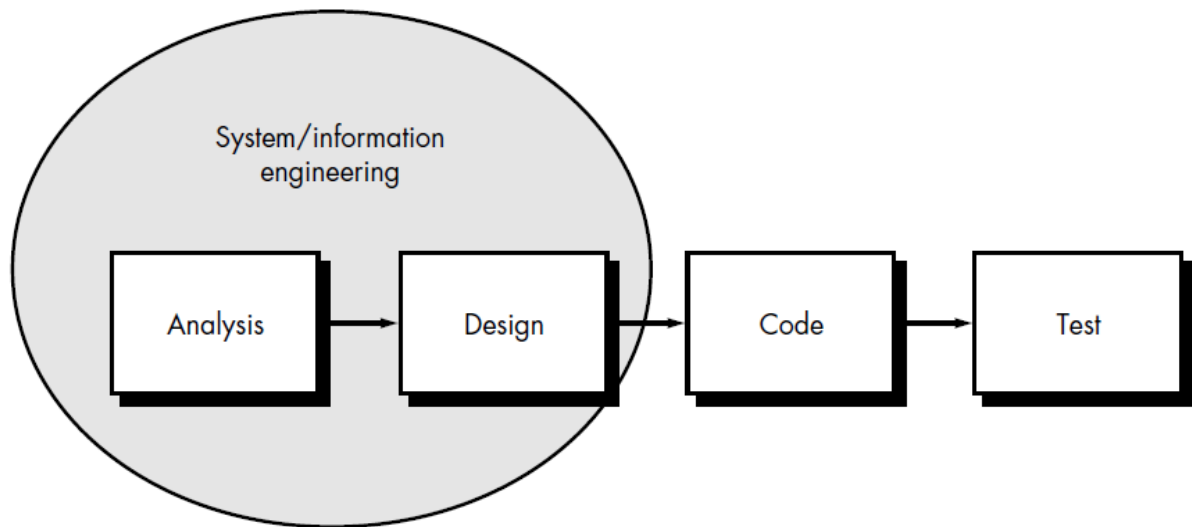 System/information
engineering
Analysis
Design
Code
Test